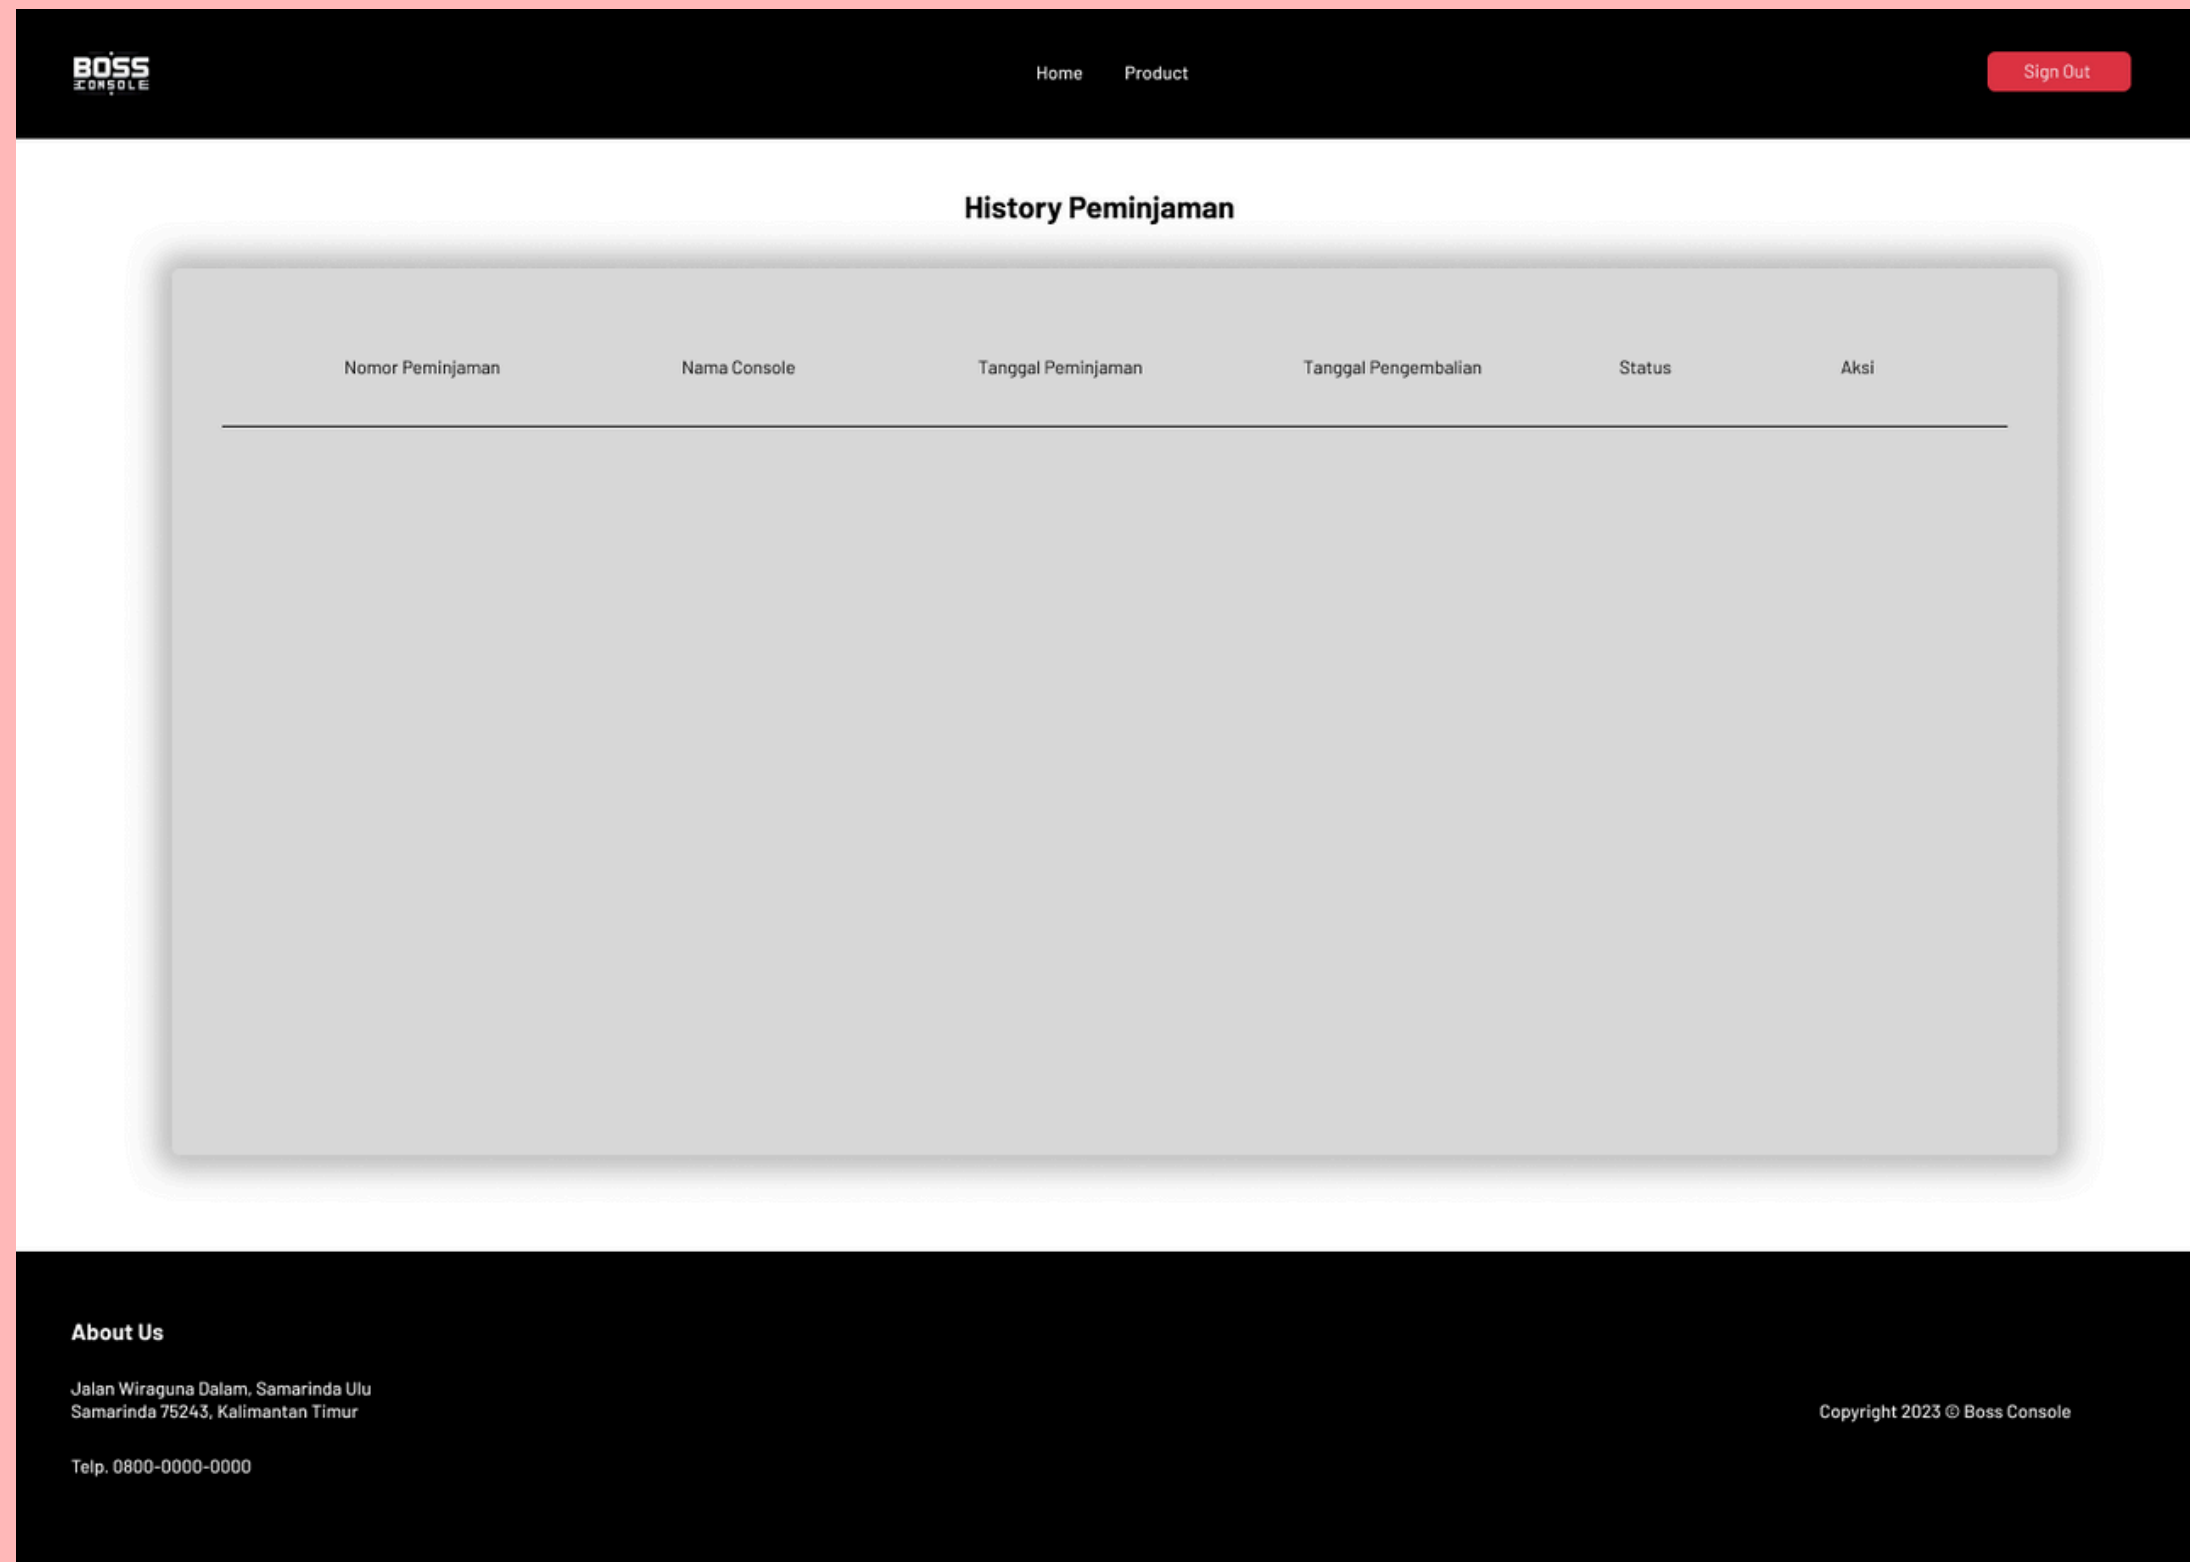 BOSS
CONSOLE
Home Product
Sign Out
History Peminjaman
Nomor Peminjaman Nama Console Tanggal Peminjaman Tanggal Pengembalian Status Aksi
About Us
Jalan Wiraguna Dalam, Samarinda Ulu
Samarinda 75243, Kalimantan Timur
Telp. 0800-0000-0000
Copyright 2023 © Boss Console